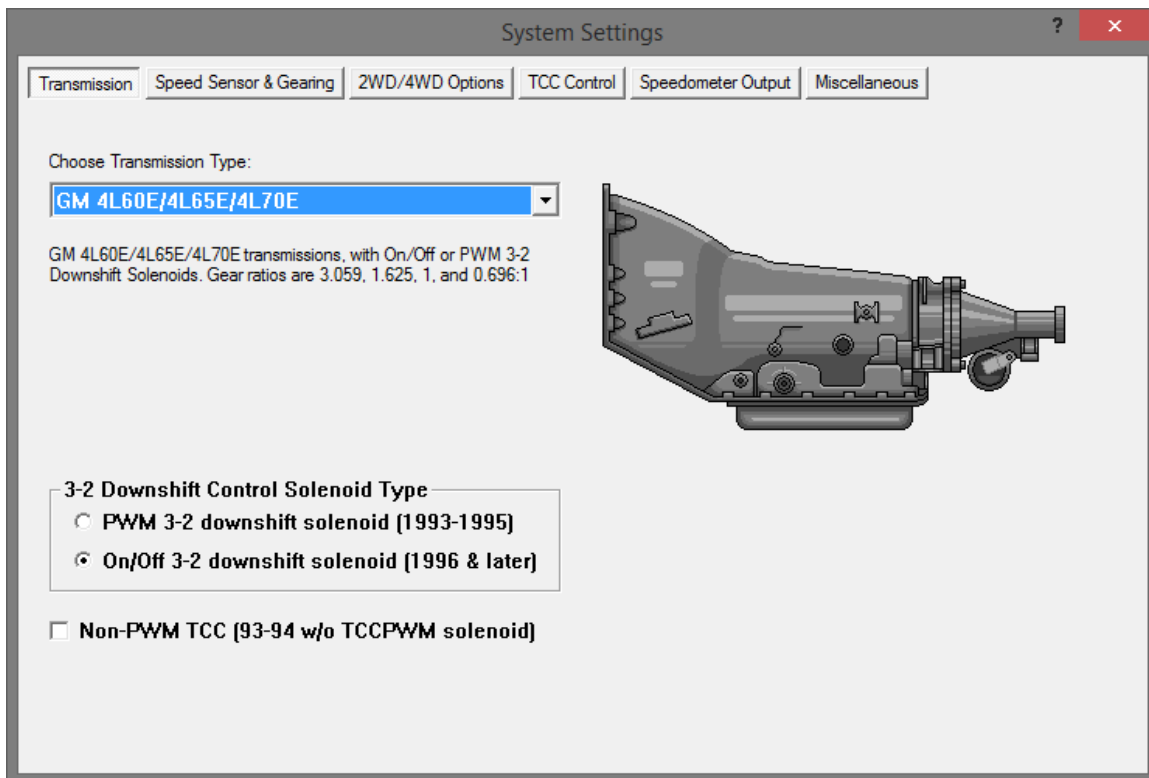 System Settings
?
Transmission
Speed Sensor & Gearing
2WD/4WD Options
TCC Control
Speedometer Output
Miscellaneous
Choose Transmission Type:
GM 4L60E/4L65E/4L70E
GM 4L60E/4L65E/4L70E transmissions, with On/Off or PWM 3-2
Downshift Solenoids. Gear ratios are 3.059, 1.625, 1, and 0.696:1
3-2 Downshift Control Solenoid Type
PWM 3-2 downshift solenoid (1993-1995)
On/Off 3-2 downshift solenoid (1996 & later)
Non-PWM TCC (93-94 w/o TCCPWM solenoid)